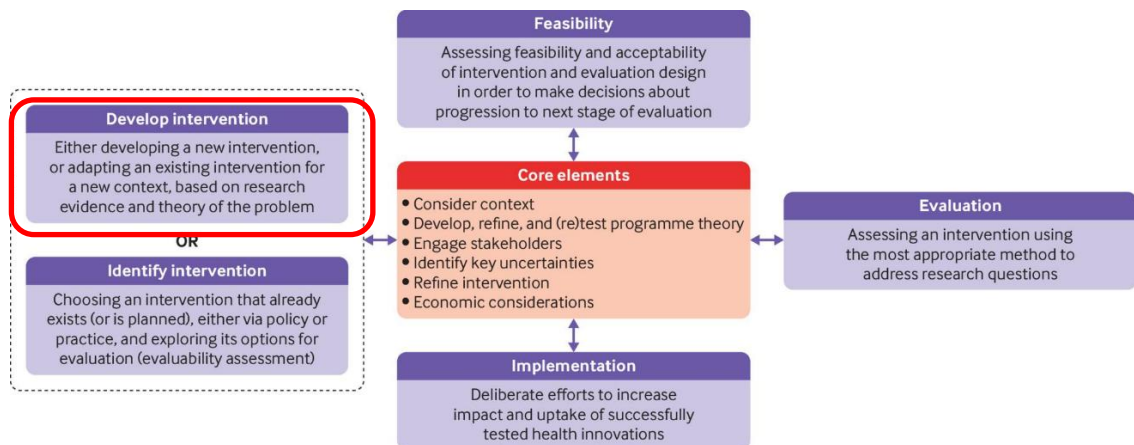 Feasibility
Assessing feasibility and acceptability
of intervention and evaluation design
in order to make decisions about
progression to next stage of evaluation
Develop intervention
Either developing a new intervention,
or adapting an existing intervention for
a new context, based on research
evidence and theory of the problem
OR
Identify intervention
Choosing an intervention that already
exists (or is planned), either via policy or
practice, and exploring its options for
evaluation (evaluability assessment)
Core elements
• Consider context
• Develop, refine, and (re)test programme theory
• Engage stakeholders
• Identify key uncertainties
• Refine intervention
• Economic considerations
Evaluation
Assessing an intervention using
the most appropriate method to
address research questions
Implementation
Deliberate efforts to increase
impact and uptake of successfully
tested health innovations